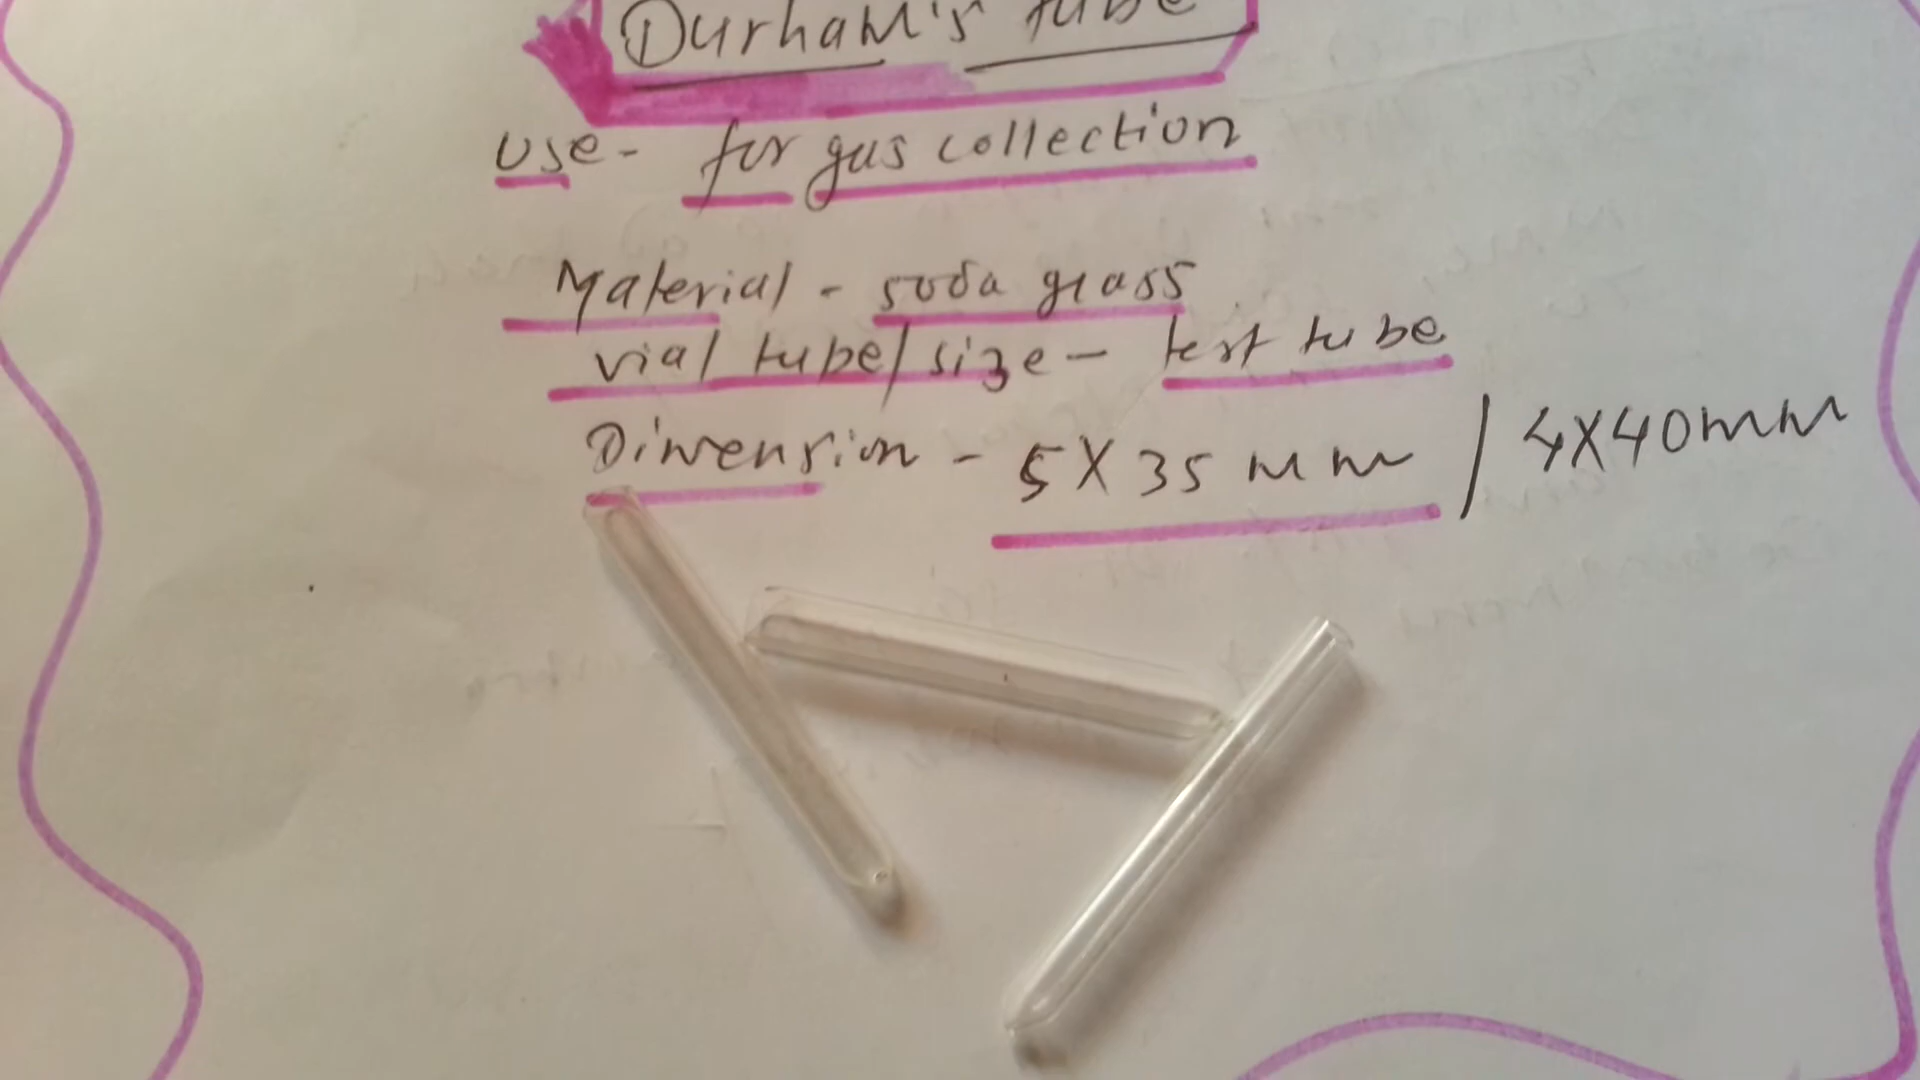 Durham's tube
Use- for gas collection
Material - soda glass
vial tube/size- test tube
Dimension - 5X35 mm / 4X40mm